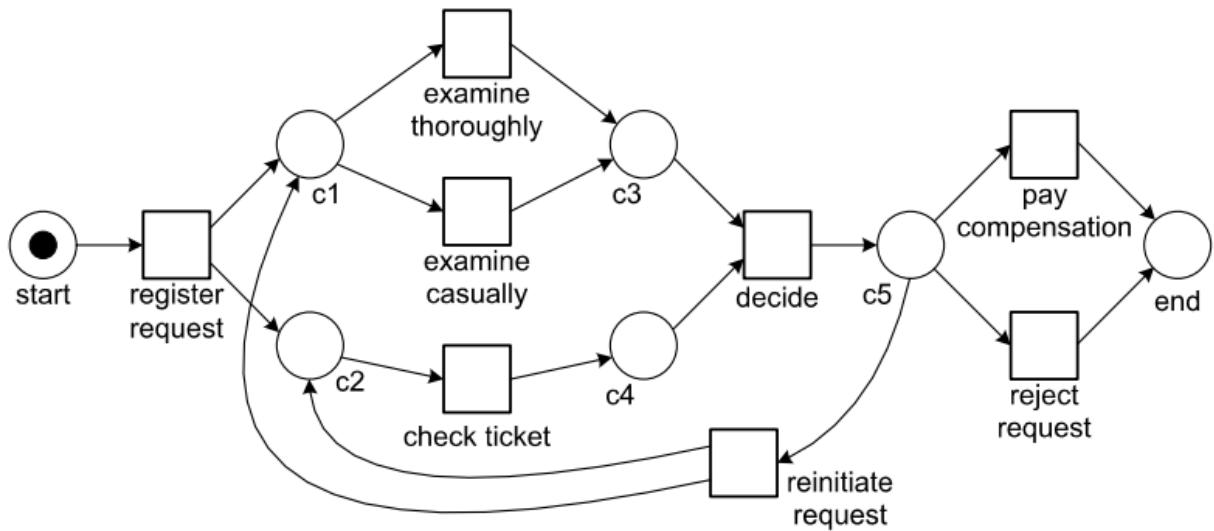 examine
thoroughly
c1
c3
pay
compensation
examine
casually
start
register
request
decide
c5
end
c2
c4
check ticket
reject
request
reinitiate
request